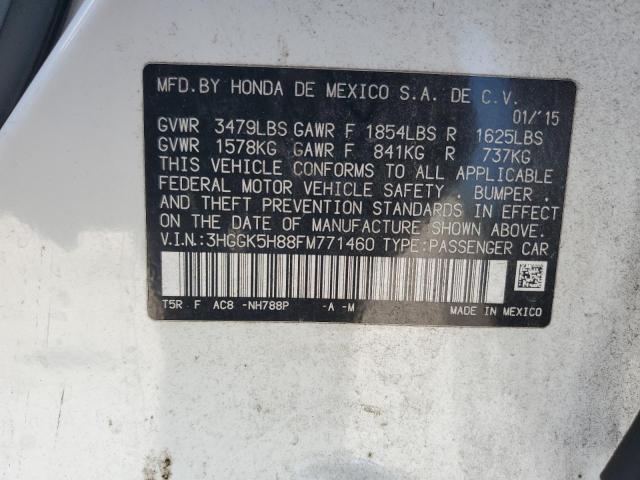 MFD.BY HONDA DE MEXICO S.A. DE C.V.
01/'15
GVWR 3479LBS GAWR F 1854LBS R 1625LBS
GVWR 1578KG GAWR F 841KG R 737KG
THIS VEHICLE CONFORMS TO ALL APPLICABLE
FEDERAL MOTOR VEHICLE SAFETY , BUMPER ,
AND THEFT PREVENTION STANDARDS IN EFFECT
ON THE DATE OF MANUFACTURE SHOWN ABOVE.
V.I.N.:3HGGK5H88FM771460 TYPE:PASSENGER CAR
T5R F AC8 -NH788P -A -M
MADE IN MEXICO